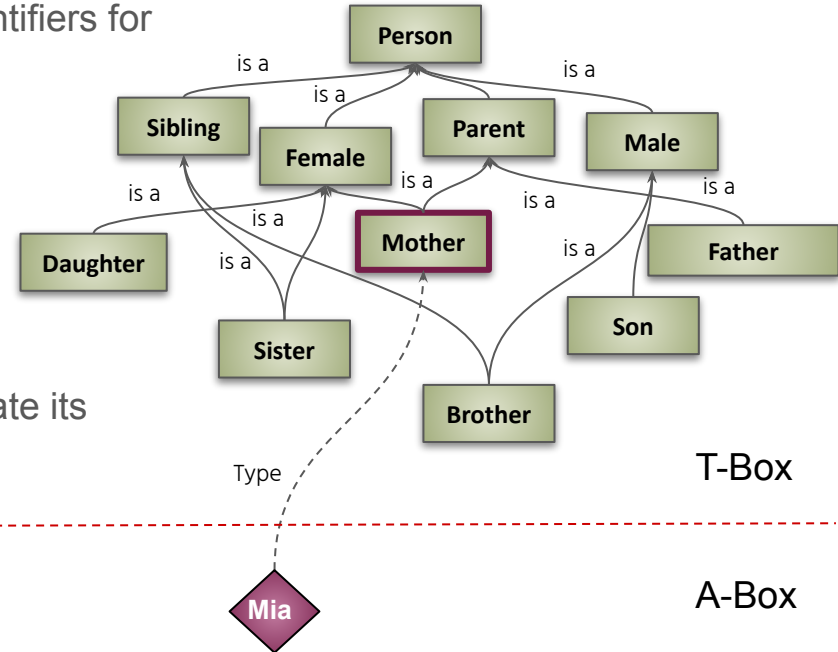 ntifiers for
Person
is a
is a
is a
Sibling
Female
Parent
Male
is a
is a
is a
is a
is a
is a
is a
Daughter
Mother
Father
Sister
Son
Brother
ate its
Type
T-Box
Mia
A-Box